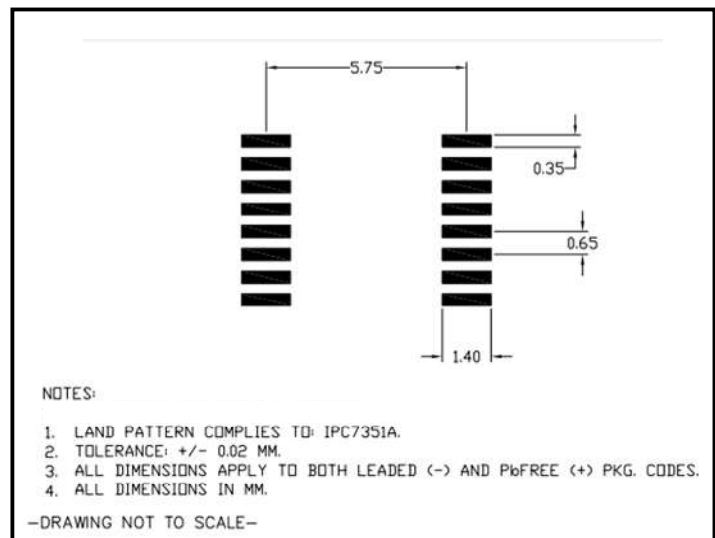 5.75
0.35
0.65
1.40
NOTES:
1. LAND PATTERN COMPLIES TO: IPC7351A.
2. TOLERANCE: +/- 0.02 MM.
3. ALL DIMENSIONS APPLY TO BOTH LEADED (-) AND PbFREE (+) PKG. CODES.
4. ALL DIMENSIONS IN MM.
-DRAWING NOT TO SCALE-